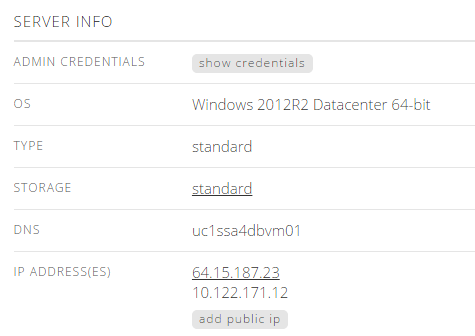 SERVER INFO
ADMIN CREDENTIALS show credentials
OS Windows 2012R2 Datacenter 64-bit
TYPE standard
STORAGE standard
DNS uc1ssa4dbvm01
IP ADDRESS(ES) 64.15.187.23
10.122.171.12
add public ip